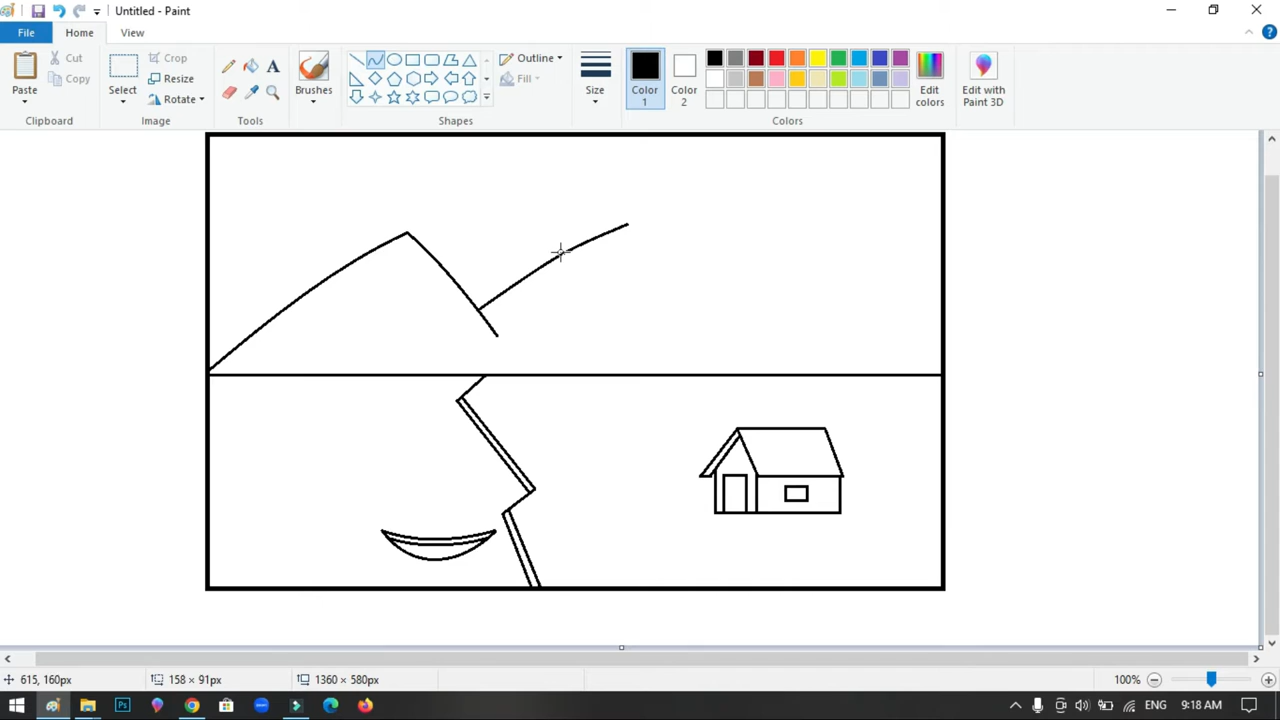 Untitled - Paint
File Home View
Paste
Cut
Copy
Clipboard
Select
Crop
Resize
Rotate
Image
A
Tools
Brushes
Outline
Fill
Shapes
Size
Color 1
Color 2
Edit colors
Colors
Edit with Paint 3D
615, 160px 158 × 91px 1360 × 580px 100%
Ps zoom ENG 9:18 AM